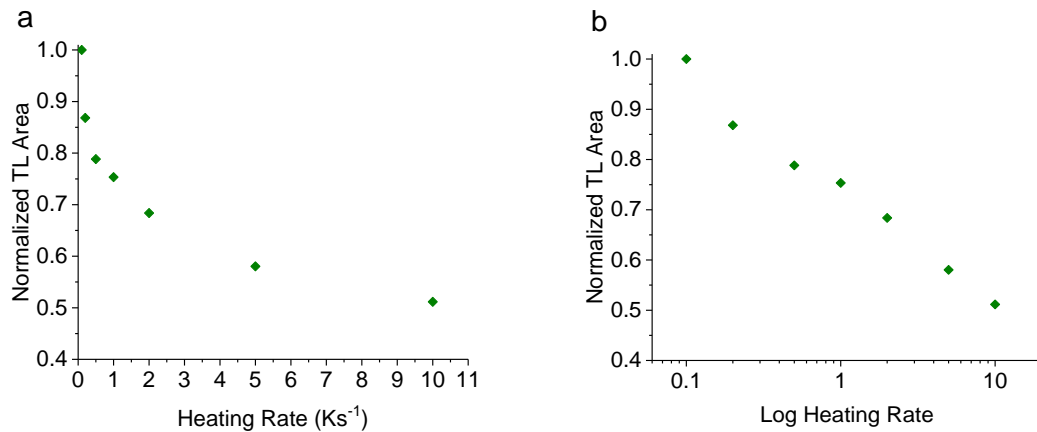 a
Normalized TL Area
1.0
0.9
0.8
0.7
0.6
0.5
0.4
0 1 2 3 4 5 6 7 8 9 10 11
Heating Rate (Ks⁻¹)
b
Normalized TL Area
1.0
0.9
0.8
0.7
0.6
0.5
0.4
0.1 1 10
Log Heating Rate